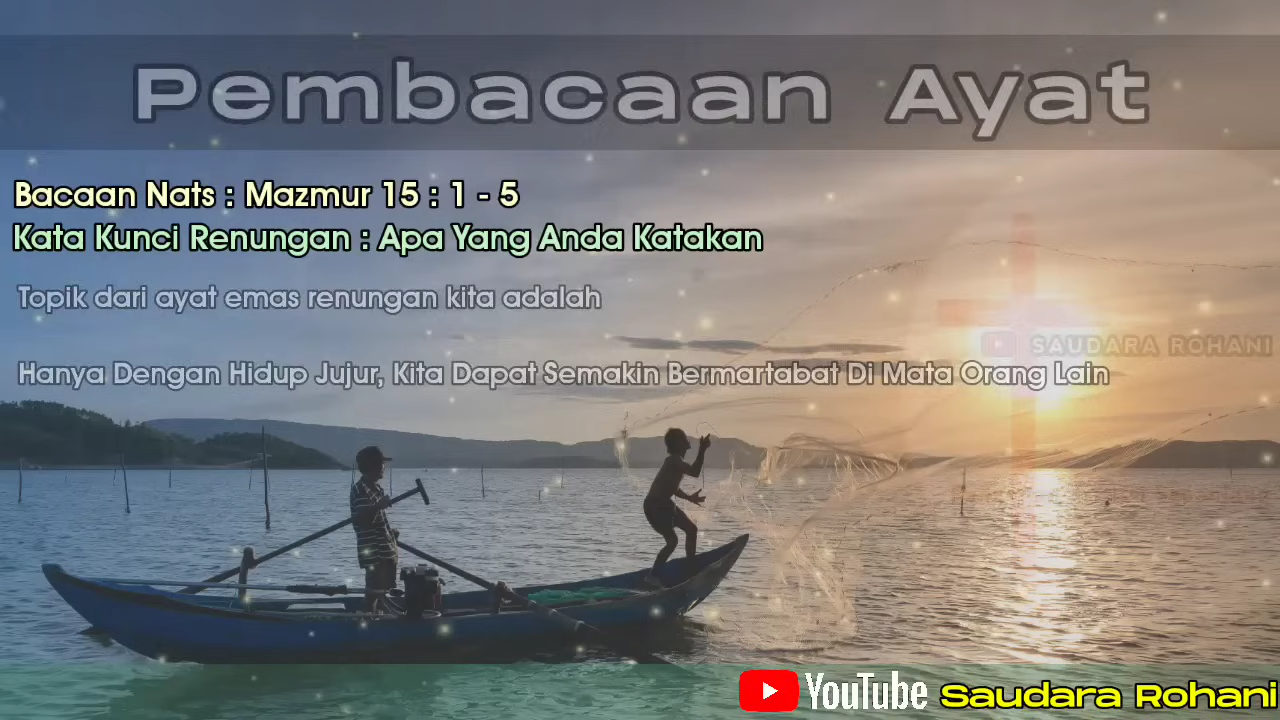 Pembacaan Ayat
Bacaan Nats : Mazmur 15 : 1 - 5
Kata Kunci Renungan : Apa Yang Anda Katakan
Topik dari ayat emas renungan kita adalah
SAUDARA ROHANI
Hanya Dengan Hidup Jujur, Kita Dapat Semakin Bermartabat Di Mata Orang Lain
YouTube Saudara Rohani